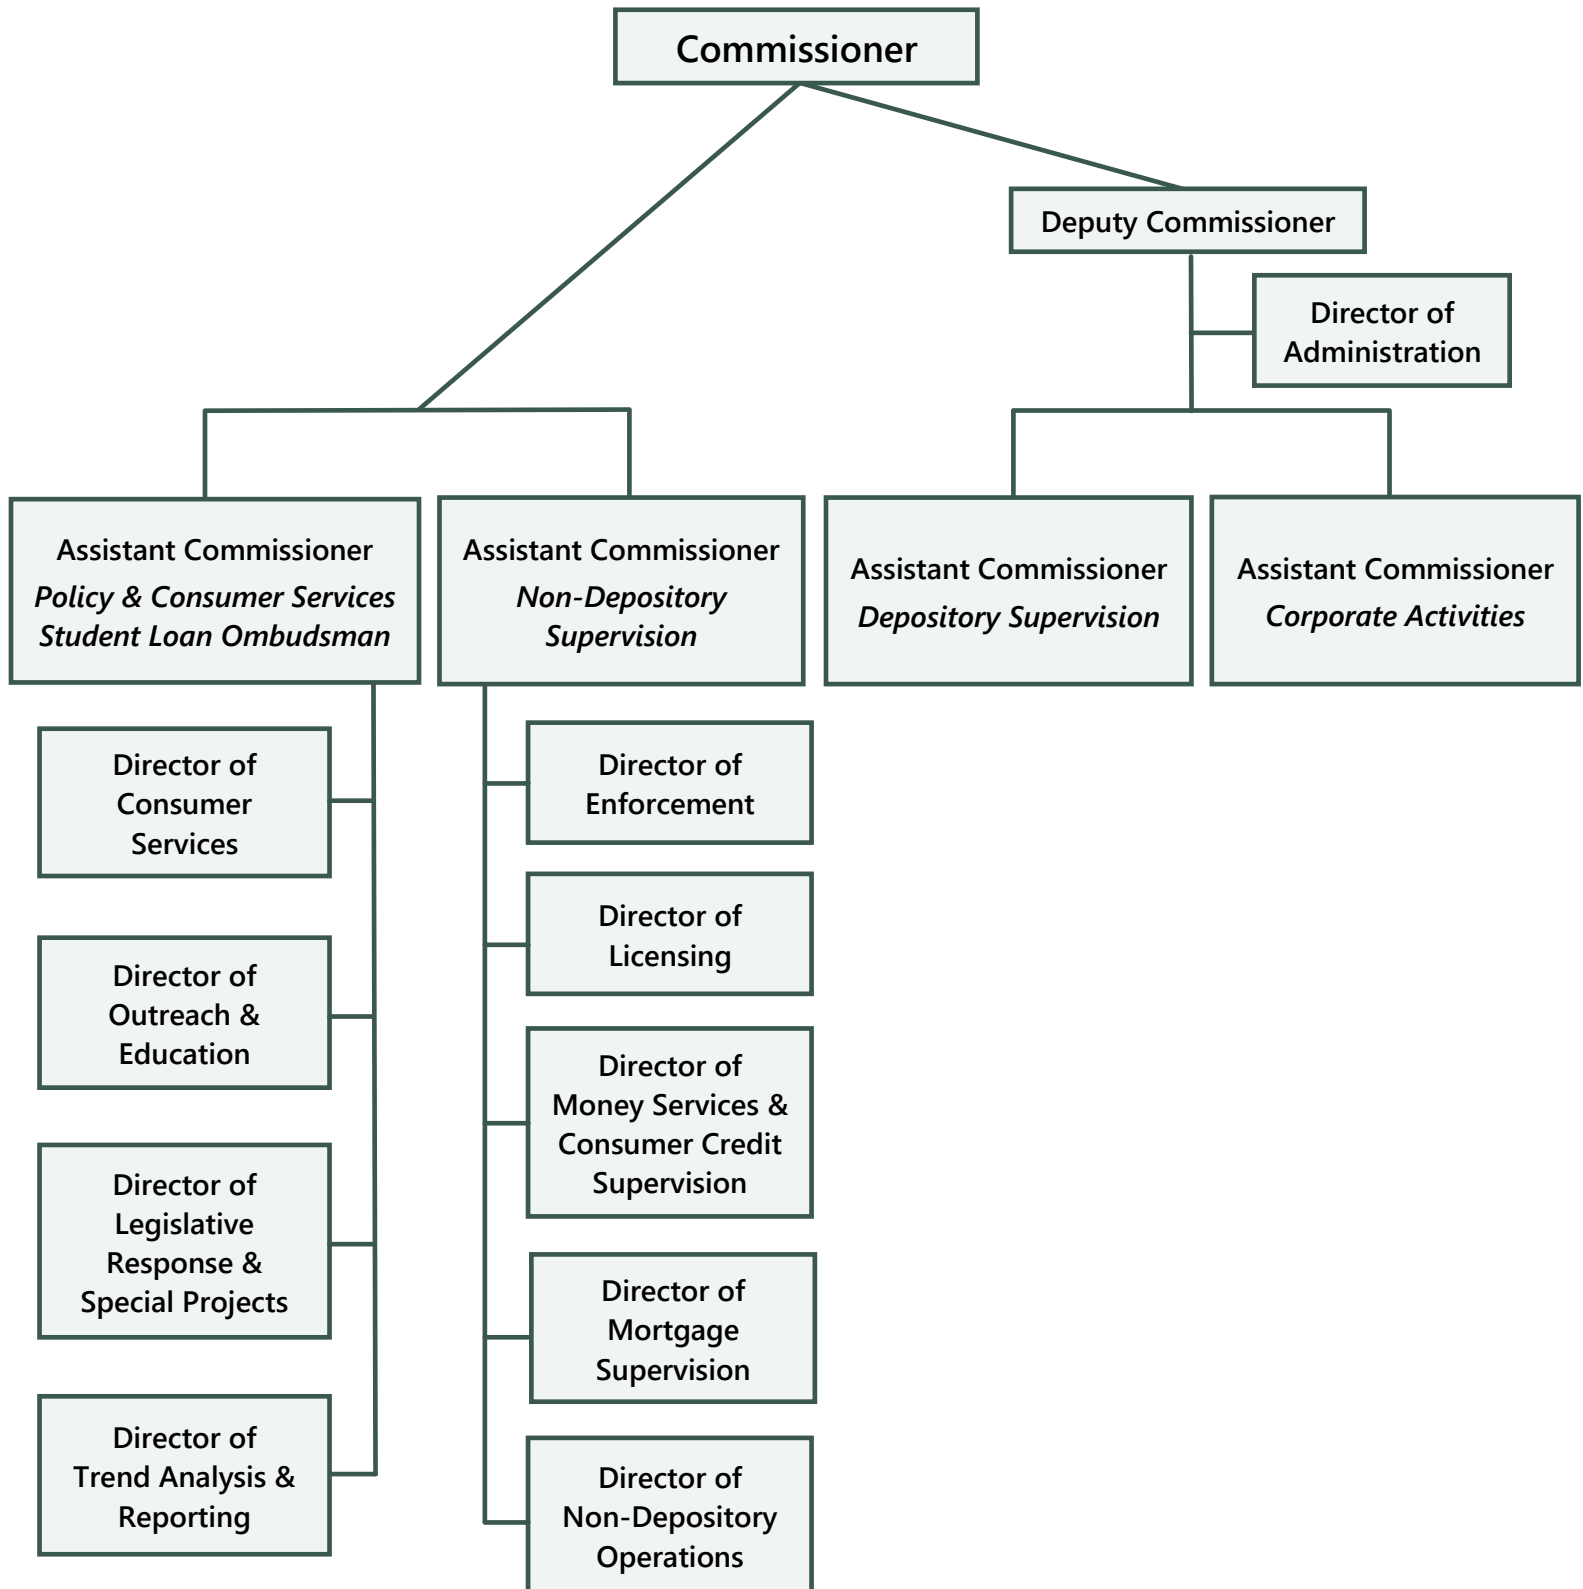 Commissioner
Deputy Commissioner
Director of
Administration
Assistant Commissioner
Policy & Consumer Services
Student Loan Ombudsman
Assistant Commissioner
Non-Depository
Supervision
Assistant Commissioner
Depository Supervision
Assistant Commissioner
Corporate Activities
Director of
Consumer
Services
Director of
Outreach &
Education
Director of
Legislative
Response &
Special Projects
Director of
Trend Analysis &
Reporting
Director of
Enforcement
Director of
Licensing
Director of
Money Services &
Consumer Credit
Supervision
Director of
Mortgage
Supervision
Director of
Non-Depository
Operations